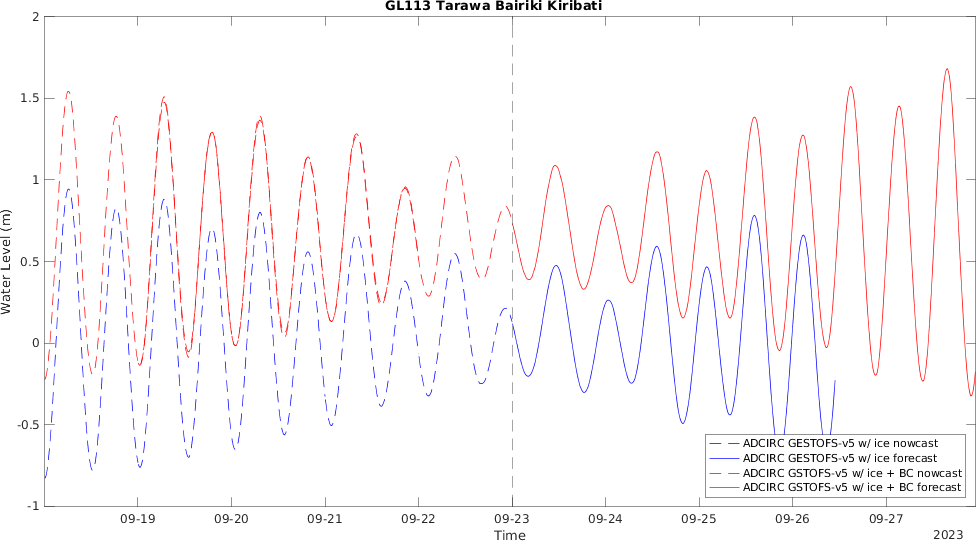 GL113 Tarawa Bairiki Kiribati
2
1.5
1
0.5
0
-0.5
-1
Water Level (m)
ADCIRC GESTOFS-v5 w/ ice nowcast
ADCIRC GESTOFS-v5 w/ ice forecast
ADCIRC GSTOFS-v5 w/ ice + BC nowcast
ADCIRC GSTOFS-v5 w/ ice + BC forecast
09-19 09-20 09-21 09-22 09-23 09-24 09-25 09-26 09-27
Time
2023